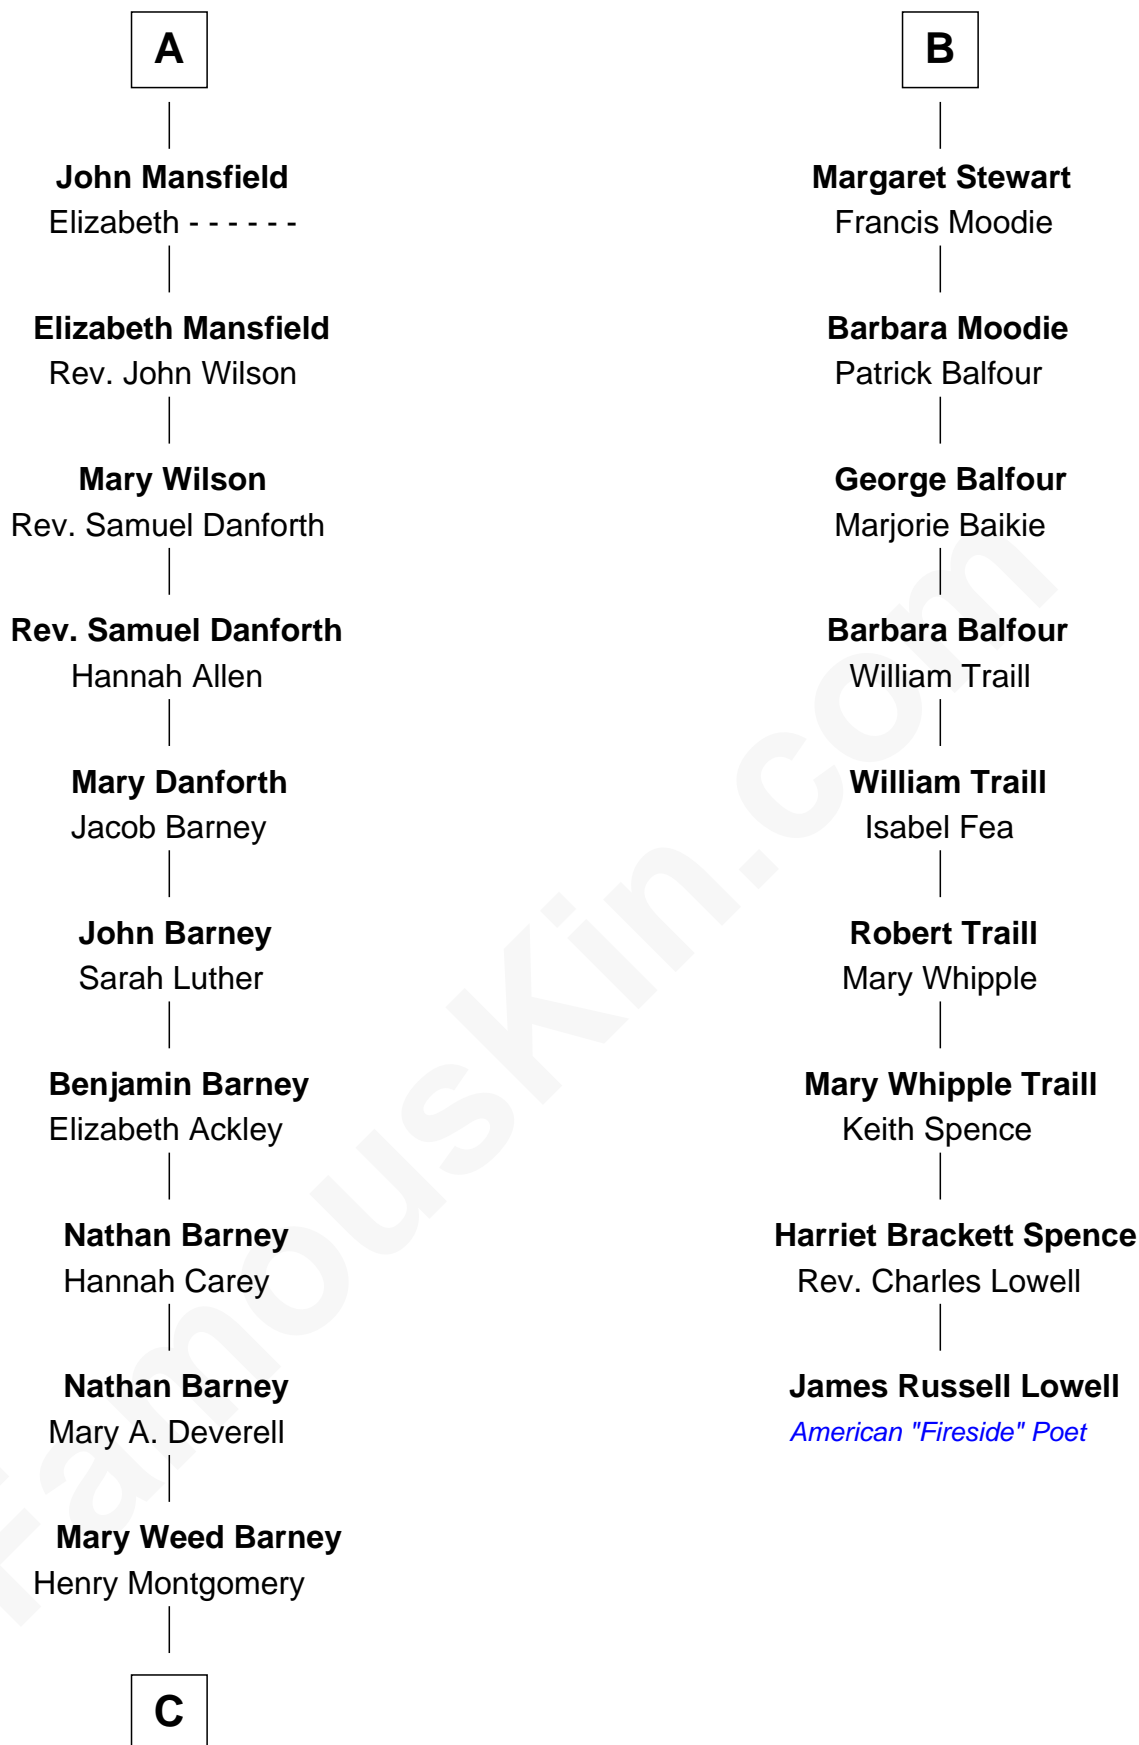 A
John Mansfield
Elizabeth - - - - - -
Elizabeth Mansfield
Rev. John Wilson
Mary Wilson
Rev. Samuel Danforth
Rev. Samuel Danforth
Hannah Allen
Mary Danforth
Jacob Barney
John Barney
Sarah Luther
Benjamin Barney
Elizabeth Ackley
Nathan Barney
Hannah Carey
Nathan Barney
Mary A. Deverell
Mary Weed Barney
Henry Montgomery
C
B
Margaret Stewart
Francis Moodie
Barbara Moodie
Patrick Balfour
George Balfour
Marjorie Baikie
Barbara Balfour
William Traill
William Traill
Isabel Fea
Robert Traill
Mary Whipple
Mary Whipple Traill
Keith Spence
Harriet Brackett Spence
Rev. Charles Lowell
James Russell Lowell
American "Fireside" Poet
FamousKin.com